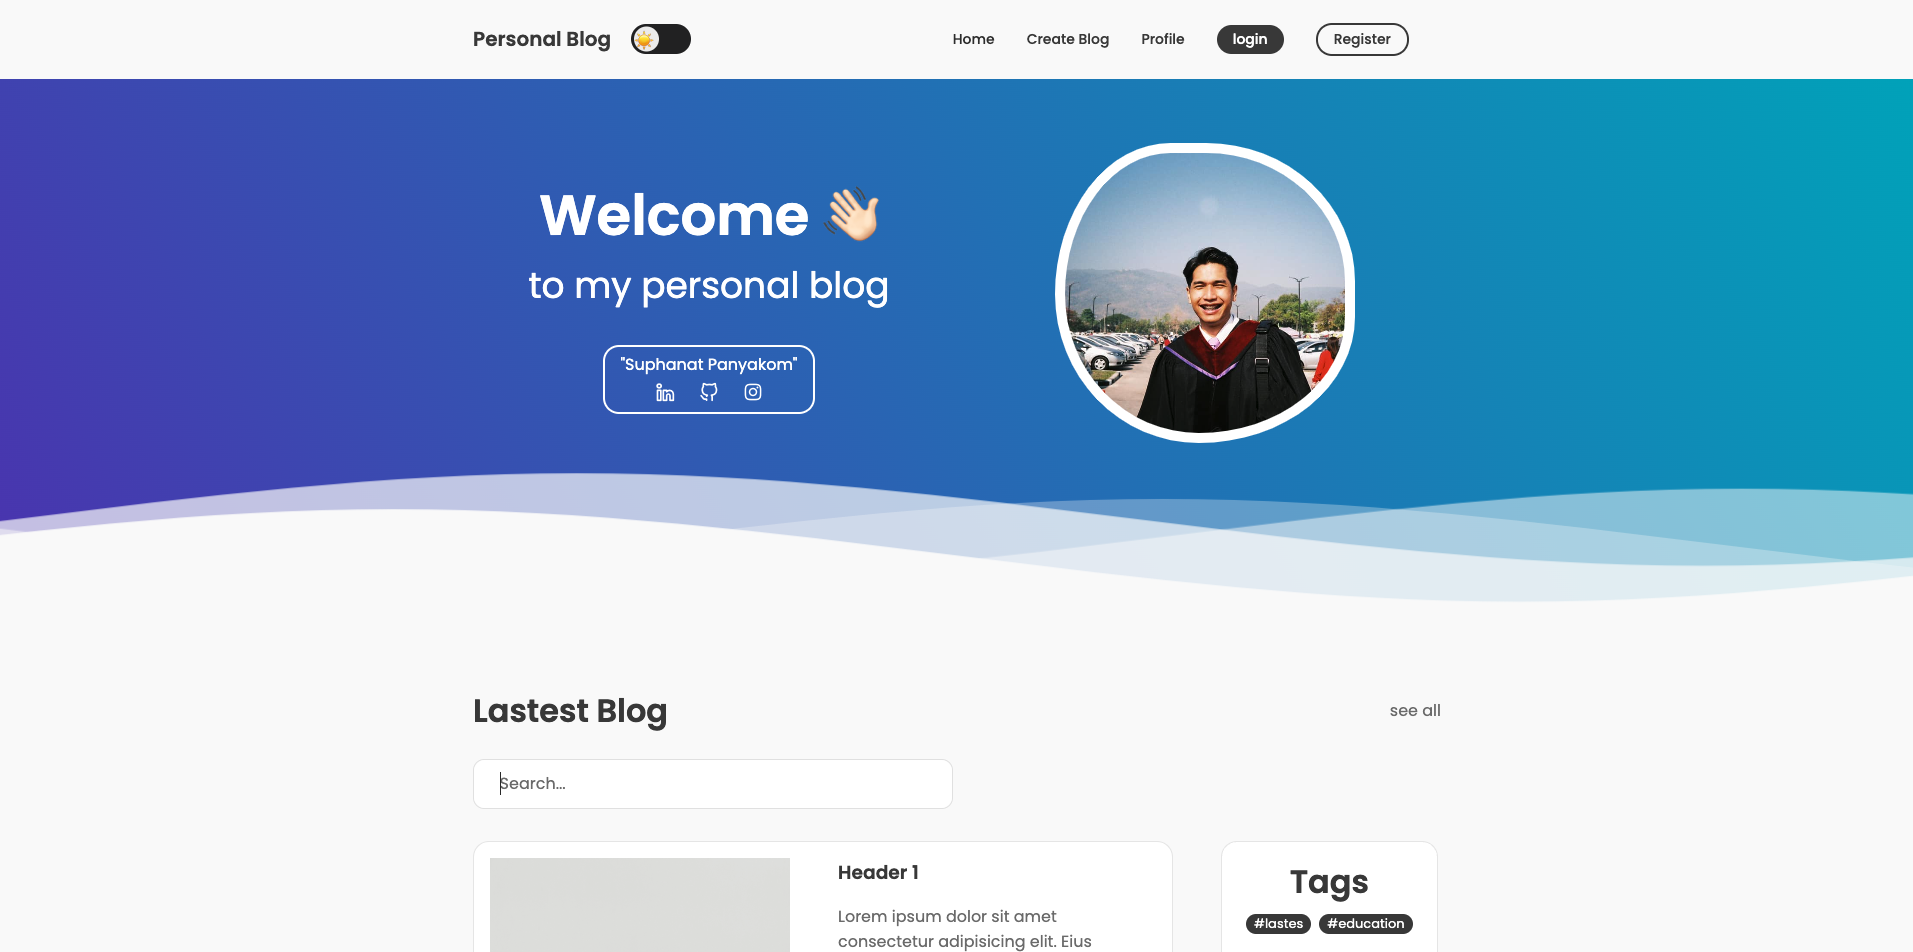 Personal Blog
Home Create Blog Profile login Register
Welcome 👋🏻
to my personal blog
"Suphanat Panyakom"
Lastest Blog
see all
Search...
Header 1
Lorem ipsum dolor sit amet
consectetur adipisicing elit. Eius
Tags
#lastes #education